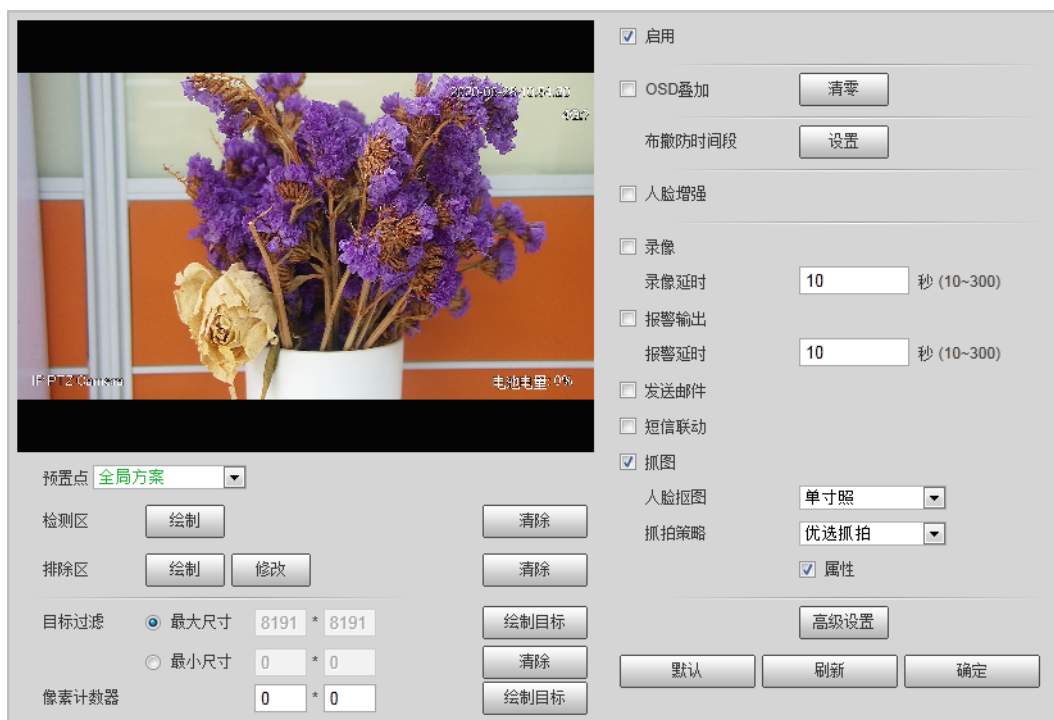 IP PTZ Camera
电池电量: 0%
预置点 全局方案
检测区 绘制 清除
排除区 绘制 修改 清除
目标过滤 最大尺寸 8191 * 8191 绘制目标
最小尺寸 0 * 0 清除
像素计数器 0 * 0 绘制目标
启用
OSD叠加 清零
布撤防时间段 设置
人脸增强
录像
录像延时 10 秒 (10~300)
报警输出
报警延时 10 秒 (10~300)
发送邮件
短信联动
抓图
人脸抠图 单寸照
抓拍策略 优选抓拍
属性
高级设置
默认 刷新 确定